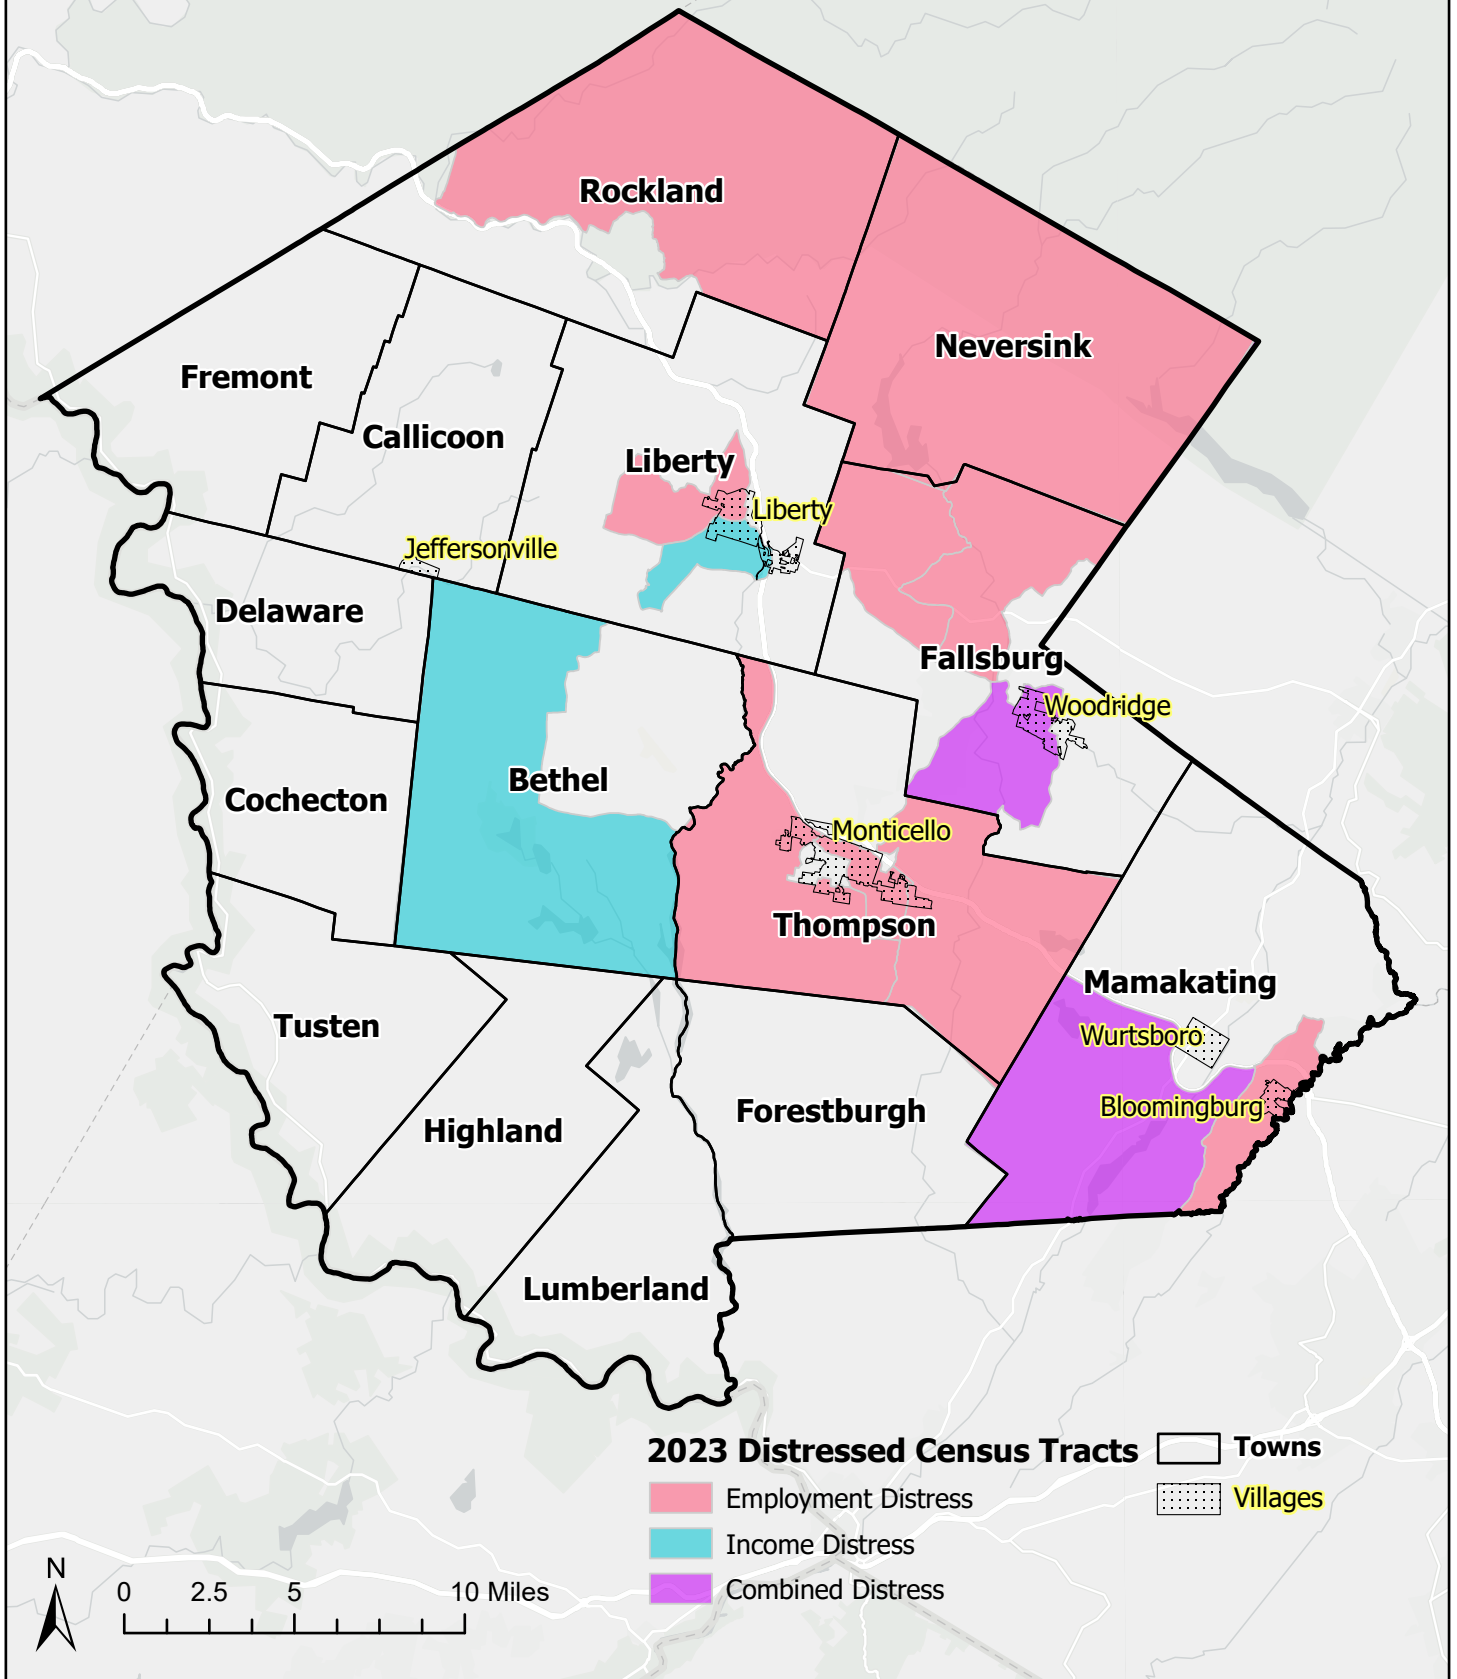 Rockland
Neversink
Fremont
Callicoon
Liberty
Liberty
Jeffersonville
Delaware
Fallsburg
Woodridge
Bethel
Cochecton
Monticello
Thompson
Mamakating
Tusten
Wurtsboro
Bloomingburg
Forestburgh
Highland
Lumberland
2023 Distressed Census Tracts
Employment Distress
Income Distress
Combined Distress
Towns
Villages
N
0 2.5 5 10 Miles